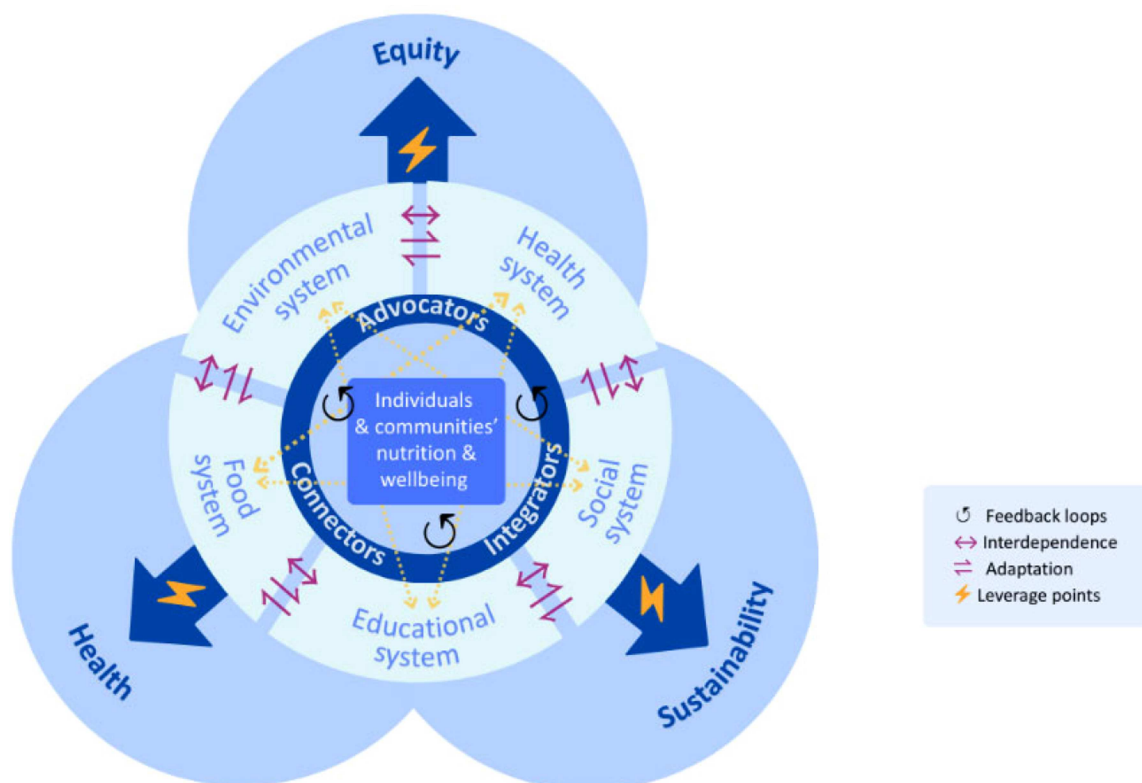 Equity
Environmental
system
Health
system
Advocators
Individuals
& communities'
nutrition &
wellbeing
Food
system
Connectors
Integrators
Social
system
Educational
system
Health
Sustainability
Feedback loops
Interdependence
Adaptation
Leverage points